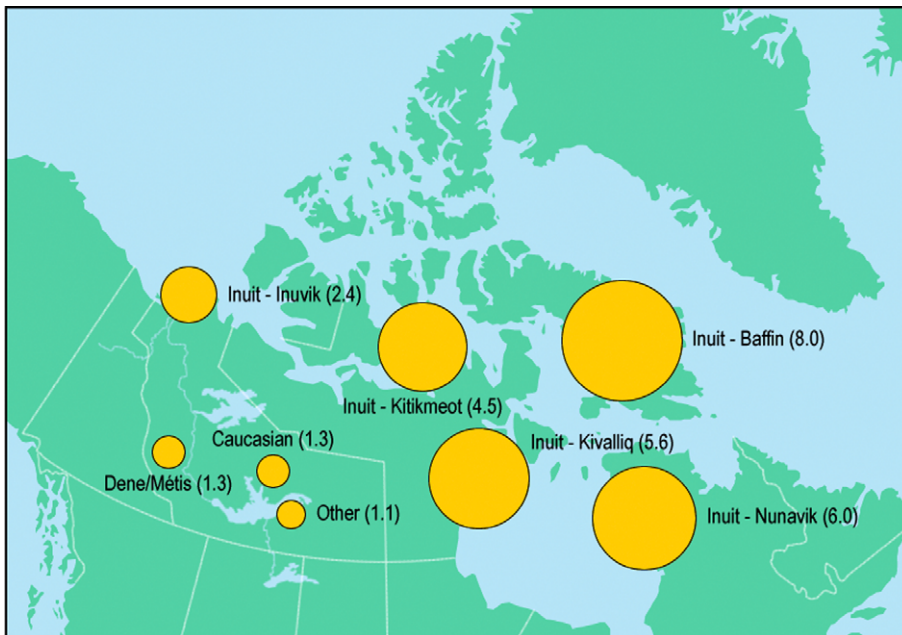 Inuit - Inuvik (2.4)
Inuit - Baffin (8.0)
Inuit - Kitikmeot (4.5)
Caucasian (1.3)
Inuit - Kivalliq (5.6)
Dene/Métis (1.3)
Other (1.1)
Inuit - Nunavik (6.0)